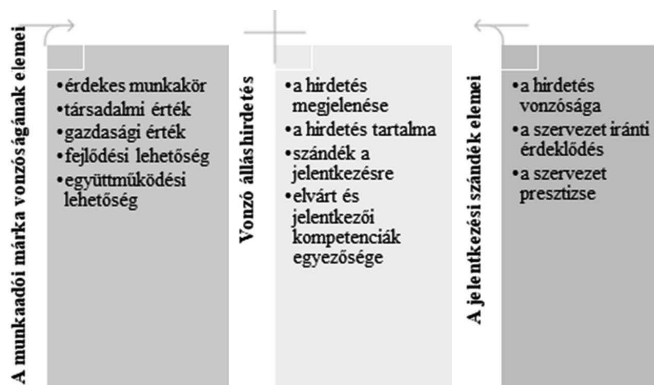 A munkaadói márka vonzóságának elemei
•érdekes munkakör
•társadalmi érték
•gazdasági érték
•fejlődési lehetőség
•együttmüködési
lehetőség
Vonzó álláshirdetés
•a hirdetés
megjelenése
•a hirdetés tartalma
•szándék a
jelentkezésre
•elvárt és
jelentkezői
kompetenciák
egyezősége
A jelentkezési szándék elemei
•a hirdetés
vonzósága
•a szervezet iránti
érdeklődés
•a szervezet
presztizse